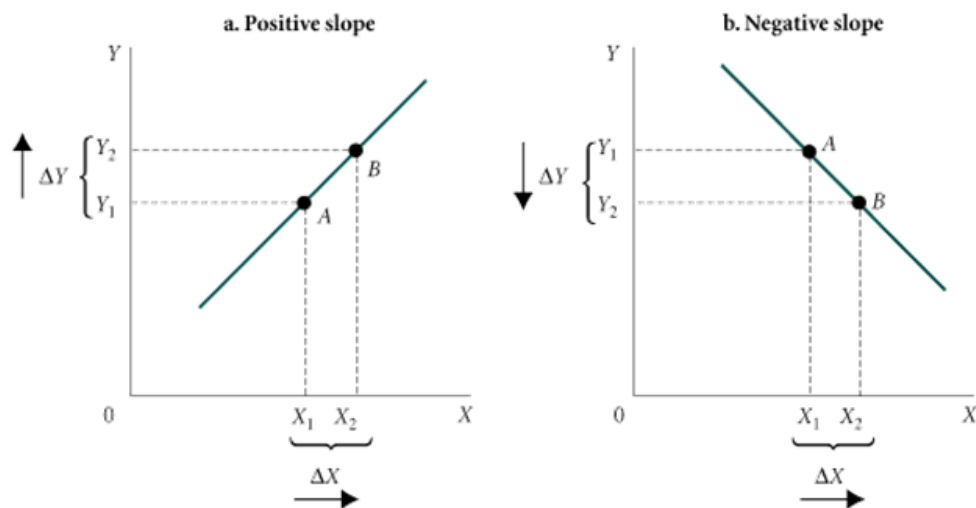 a. Positive slope
Y
Y₂
ΔY
Y₁
B
A
0
X₁ X₂
X
ΔX
b. Negative slope
Y
Y₁
ΔY
Y₂
A
B
0
X₁ X₂
X
ΔX